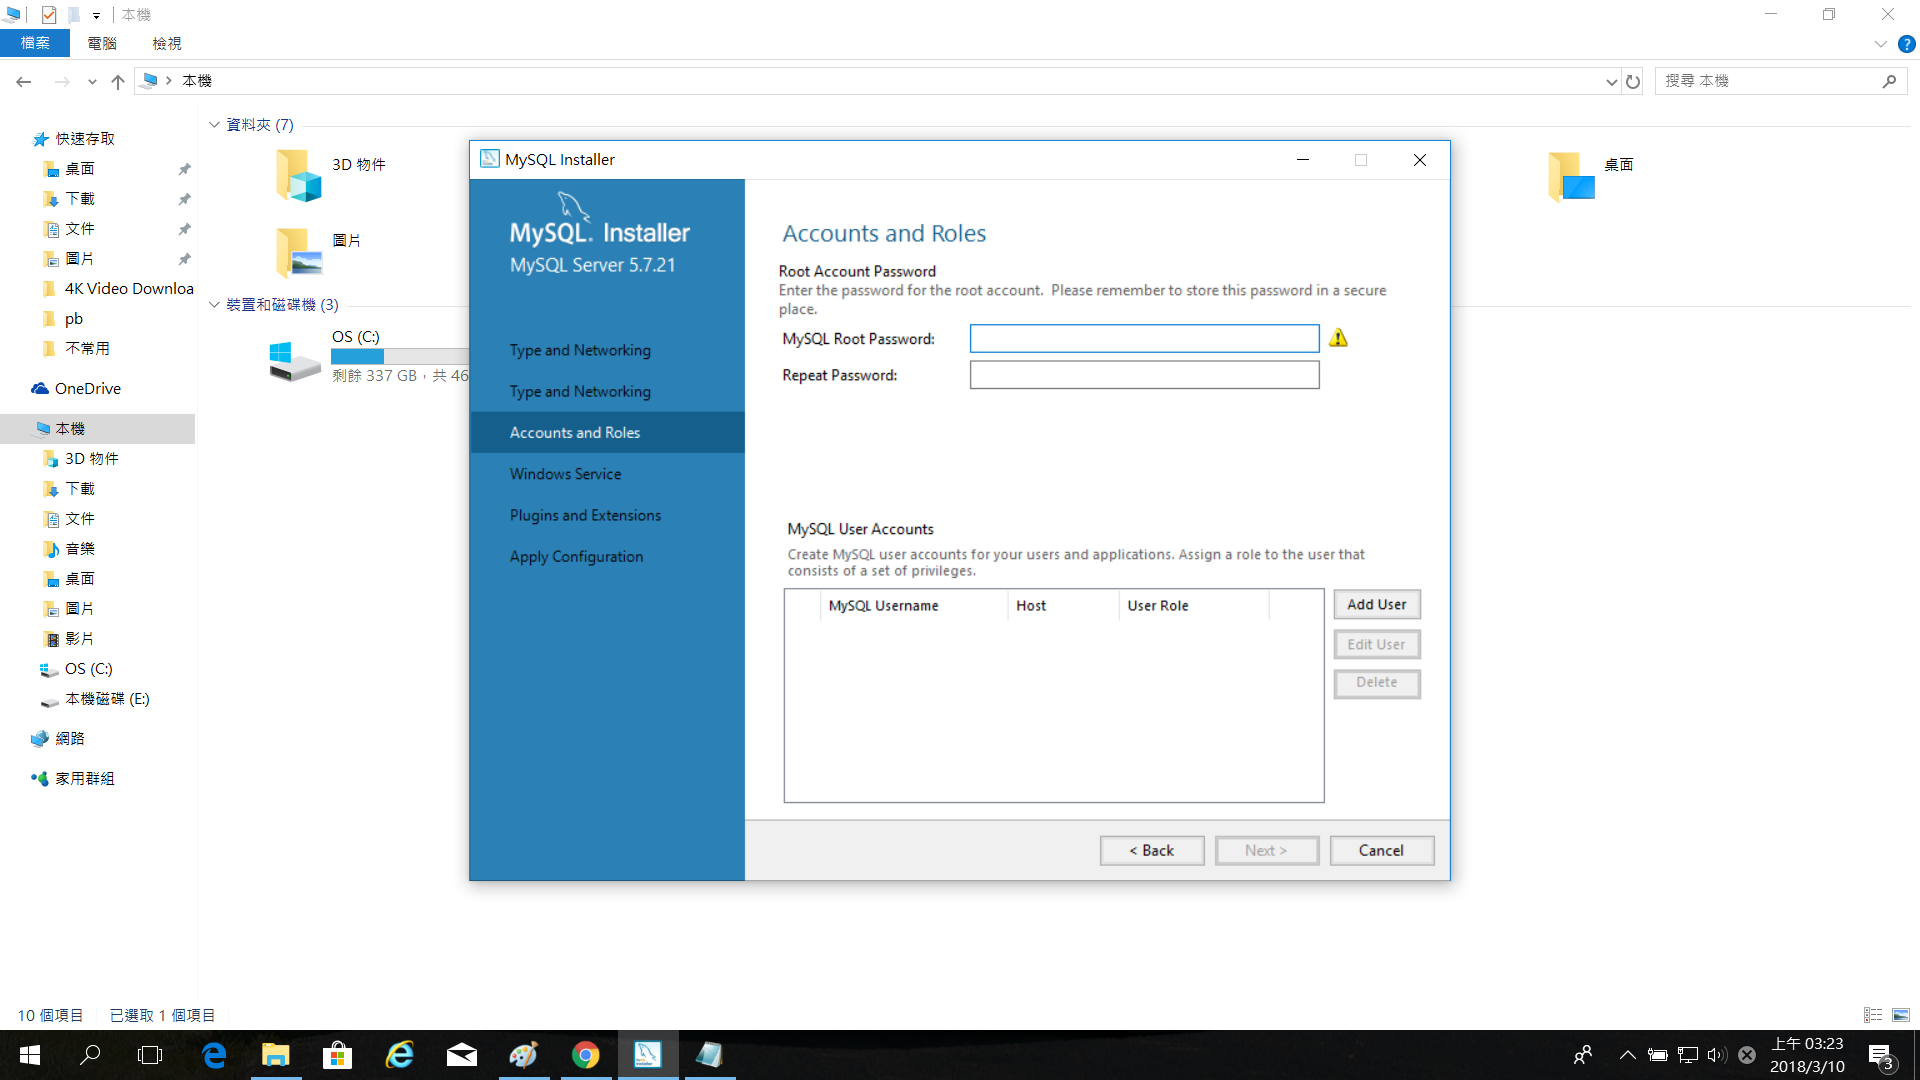 本機
檔案 電腦 檢視
本機
搜尋 本機
快速存取
桌面
下載
文件
圖片
4K Video Downloa
pb
不常用
OneDrive
本機
3D 物件
下載
文件
音樂
桌面
圖片
影片
OS (C:)
本機磁碟 (E:)
網路
家用群組
資料夾 (7)
3D 物件
圖片
桌面
裝置和磁碟機 (3)
OS (C:)
剩餘 337 GB，共 46
MySQL Installer
MySQL. Installer
MySQL Server 5.7.21
Type and Networking
Type and Networking
Accounts and Roles
Windows Service
Plugins and Extensions
Apply Configuration
Accounts and Roles
Root Account Password
Enter the password for the root account.  Please remember to store this password in a secure
place.
MySQL Root Password:
Repeat Password:
MySQL User Accounts
Create MySQL user accounts for your users and applications. Assign a role to the user that
consists of a set of privileges.
MySQL Username Host User Role
Add User
Edit User
Delete
< Back Next > Cancel
10 個項目 已選取 1 個項目
上午 03:23
2018/3/10
3